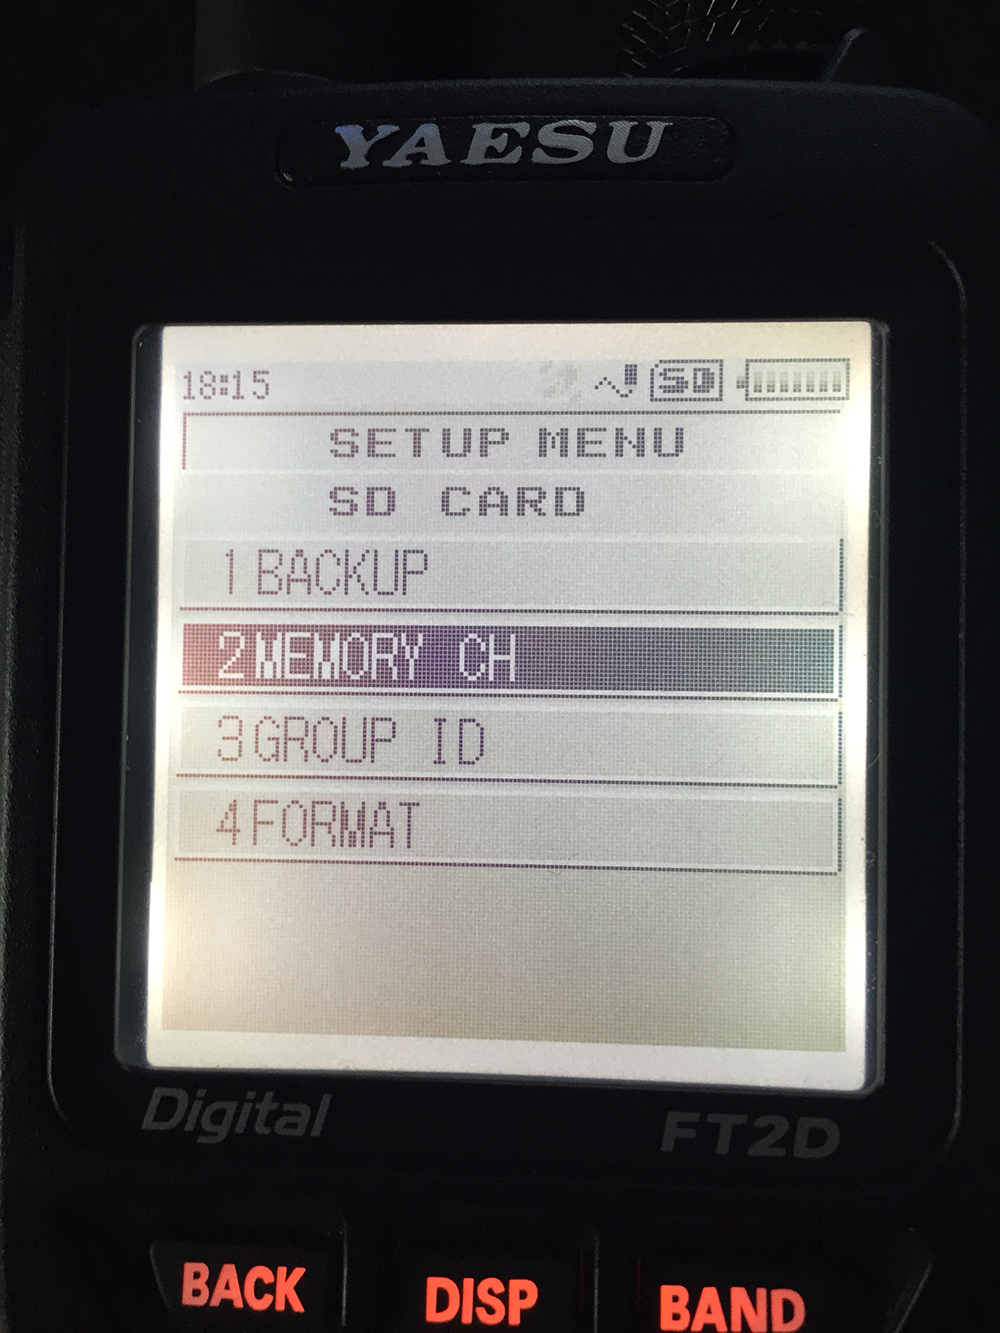 YAESU
18:15 SD
SETUP MENU
SD CARD
1 BACKUP
2 MEMORY CH
3 GROUP ID
4 FORMAT
Digital FT2D
BACK DISP BAND